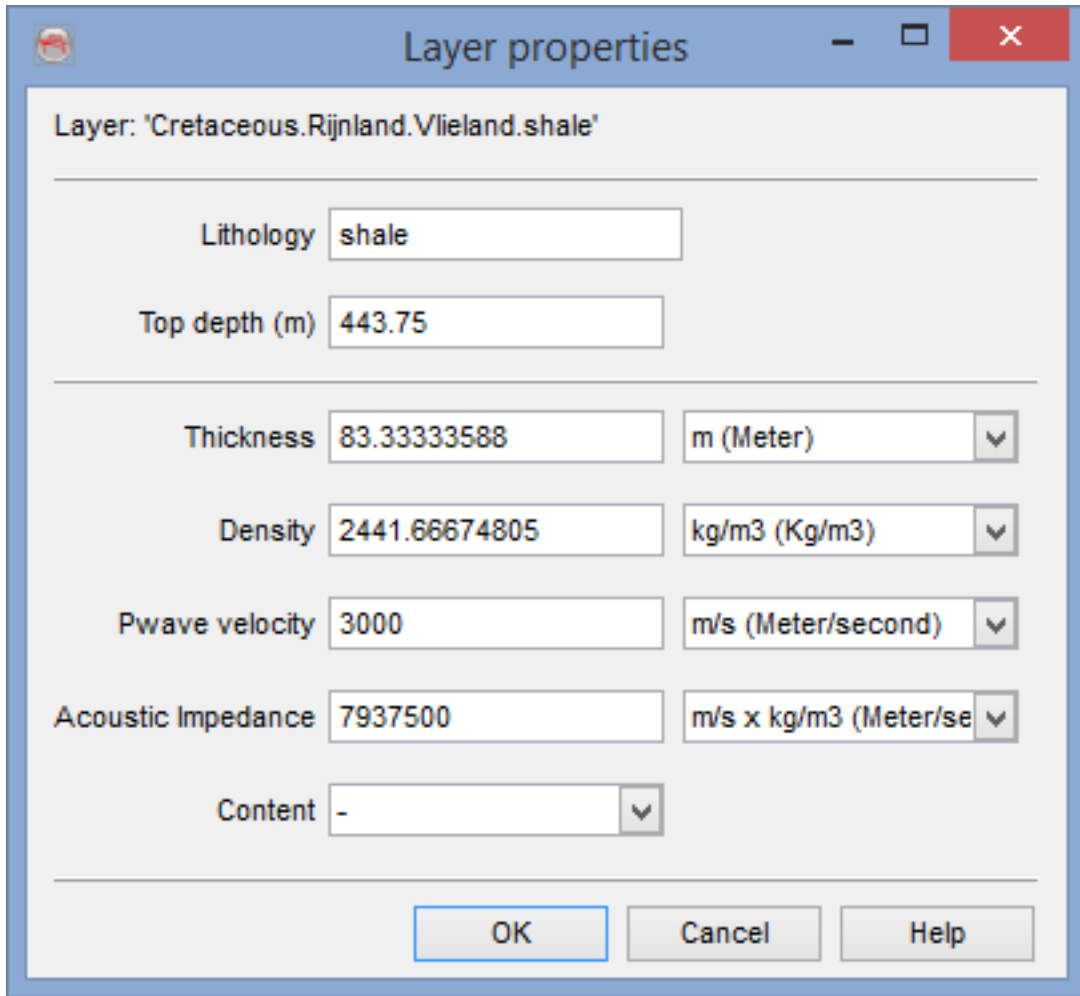 Layer properties
Layer: 'Cretaceous.Rijnland.Vlieland.shale'
Lithology shale
Top depth (m) 443.75
Thickness 83.33333588 m (Meter)
Density 2441.66674805 kg/m3 (Kg/m3)
Pwave velocity 3000 m/s (Meter/second)
Acoustic Impedance 7937500 m/s x kg/m3 (Meter/se
Content -
OK Cancel Help